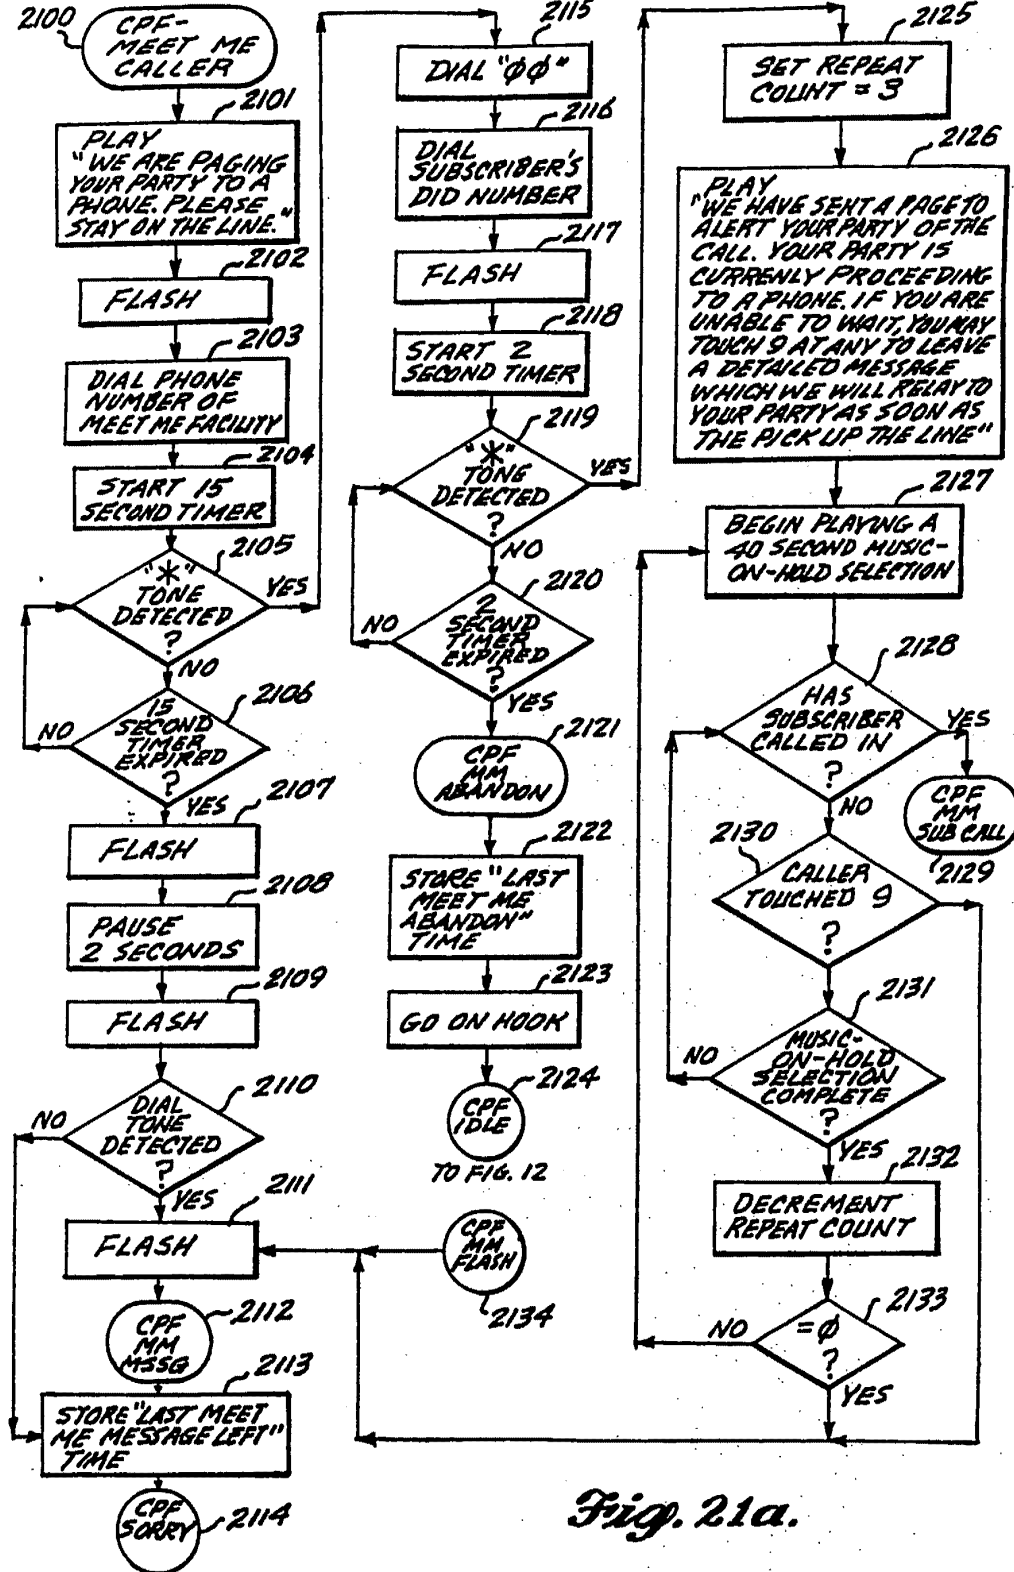 2100
CPF-
MEET ME
CALLER
2101
PLAY
"WE ARE PAGING
YOUR PARTY TO A
PHONE. PLEASE
STAY ON THE LINE."
2102
FLASH
2103
DIAL PHONE
NUMBER OF
MEET ME FACILITY
2104
START 15
SECOND TIMER
2105
"*"
TONE
DETECTED
?
YES
NO
2106
15
SECOND
TIMER
EXPIRED
?
NO
YES
2107
FLASH
2108
PAUSE
2 SECONDS
2109
FLASH
2110
DIAL
TONE
DETECTED
?
NO
YES
2111
FLASH
2112
CPF
MM
MSSG
2113
STORE "LAST MEET
ME MESSAGE LEFT"
TIME
CPF
SORRY
2114
2115
DIAL "ØØ"
2116
DIAL
SUBSCRIBER'S
DID NUMBER
2117
FLASH
2118
START 2
SECOND TIMER
2119
"*"
TONE
DETECTED
?
YES
NO
2120
2
SECOND
TIMER
EXPIRED
?
NO
YES
2121
CPF
MM
ABANDON
2122
STORE "LAST
MEET ME
ABANDON"
TIME
2123
GO ON HOOK
2124
CPF
IDLE
TO FIG. 12
CPF
MM
FLASH
2134
2125
SET REPEAT
COUNT = 3
2126
PLAY
"WE HAVE SENT A PAGE TO
ALERT YOUR PARTY OF THE
CALL. YOUR PARTY IS
CURRENLY PROCEEDING
TO A PHONE. IF YOU ARE
UNABLE TO WAIT, YOU MAY
TOUCH 9 AT ANY TO LEAVE
A DETAILED MESSAGE
WHICH WE WILL RELAY TO
YOUR PARTY AS SOON AS
THE PICK UP THE LINE"
2127
BEGIN PLAYING A
40 SECOND MUSIC-
ON-HOLD SELECTION
2128
HAS
SUBSCRIBER
CALLED IN
?
YES
NO
CPF
MM
SUB CALL
2129
2130
CALLER
TOUCHED 9
?
2131
MUSIC-
ON-HOLD
SELECTION
COMPLETE
?
NO
YES
2132
DECREMENT
REPEAT COUNT
2133
=Ø
?
NO
YES
Fig. 21a.